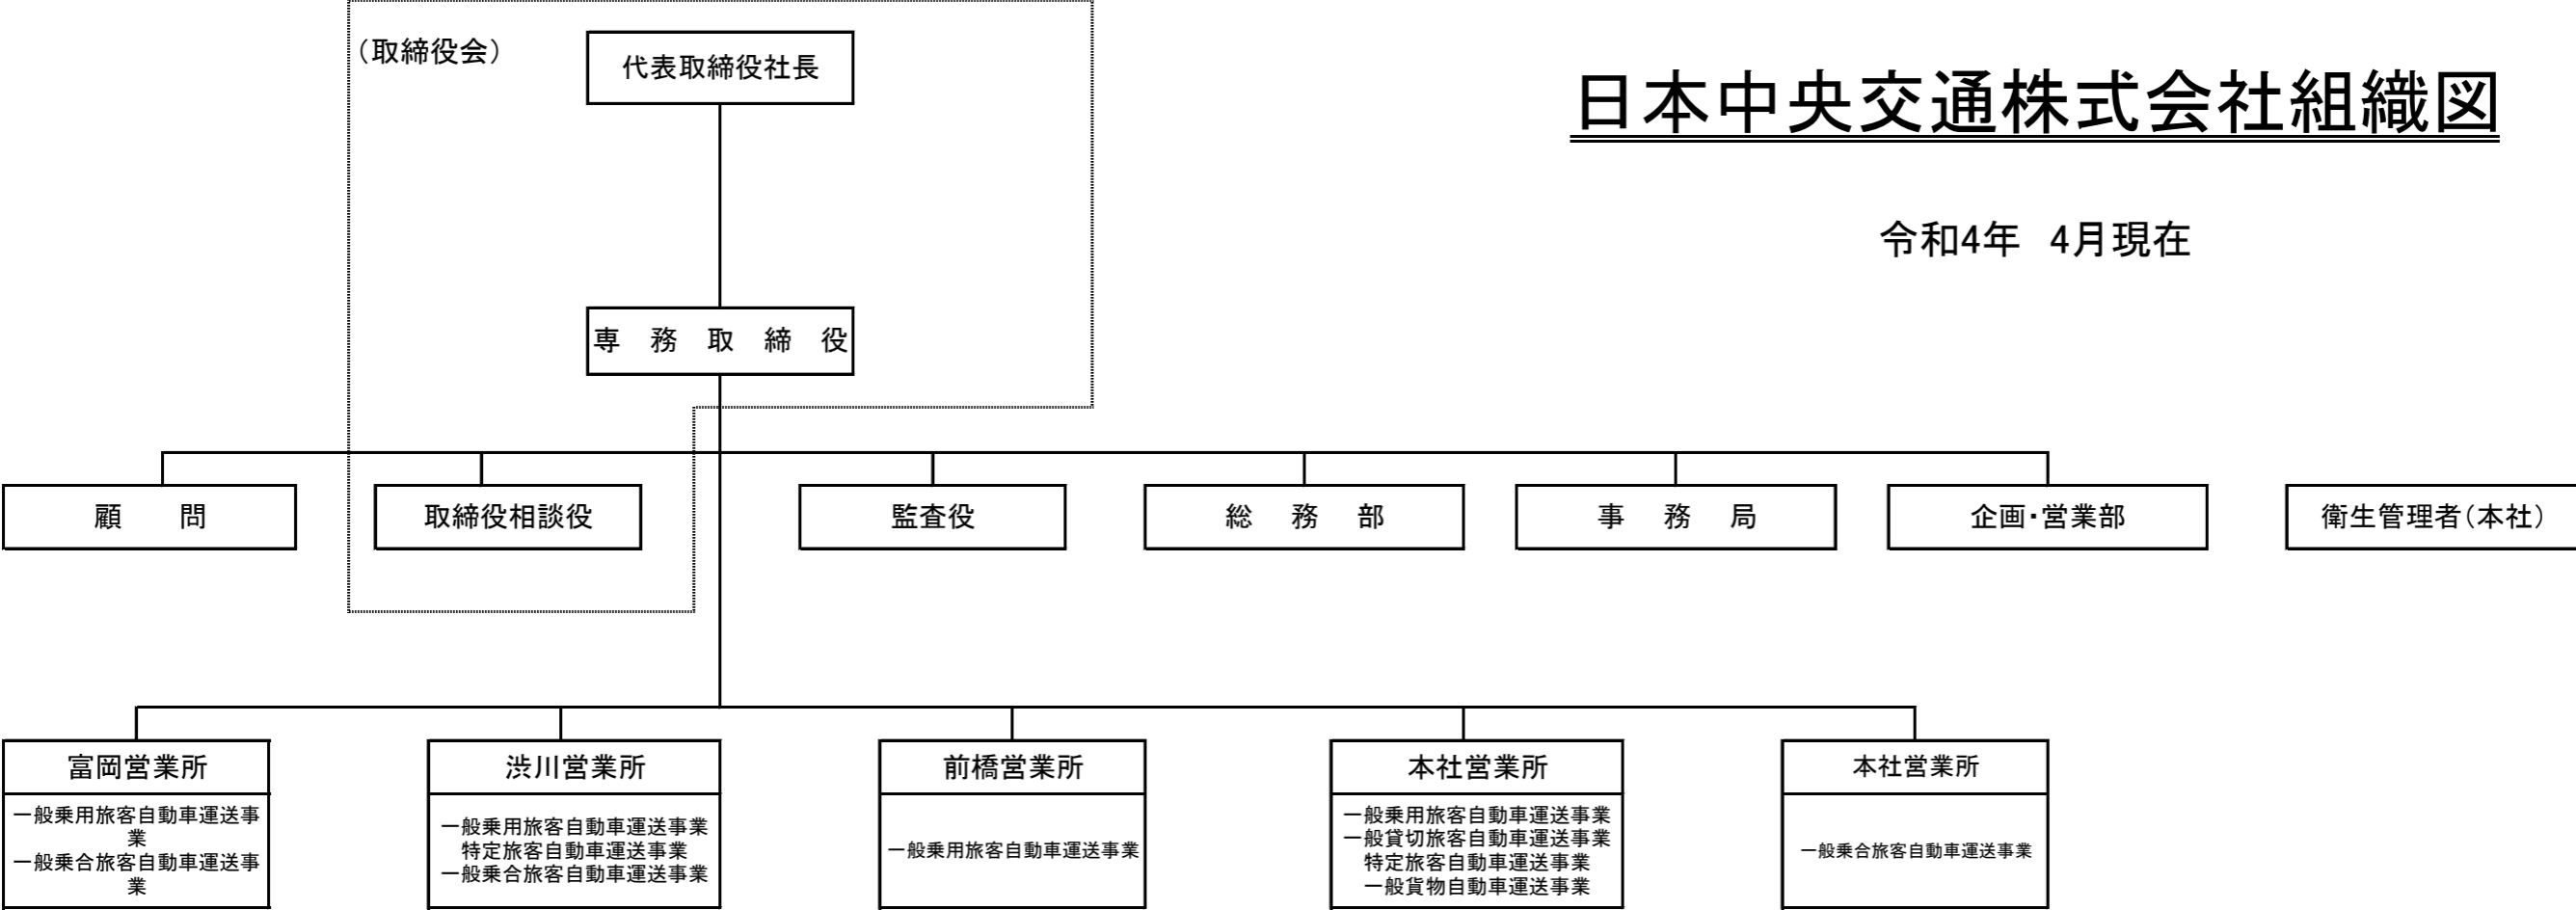 (取締役会)
代表取締役社長
日本中央交通株式会社組織図
令和4年 4月現在
専 務 取 締 役
顧 問
取締役相談役
監査役
総 務 部
事 務 局
企画・営業部
衛生管理者(本社)
富岡営業所
一般乗用旅客自動車運送事
業
一般乗合旅客自動車運送事
業
渋川営業所
一般乗用旅客自動車運送事業
特定旅客自動車運送事業
一般乗合旅客自動車運送事業
前橋営業所
一般乗用旅客自動車運送事業
本社営業所
一般乗用旅客自動車運送事業
一般貸切旅客自動車運送事業
特定旅客自動車運送事業
一般貨物自動車運送事業
本社営業所
一般乗合旅客自動車運送事業